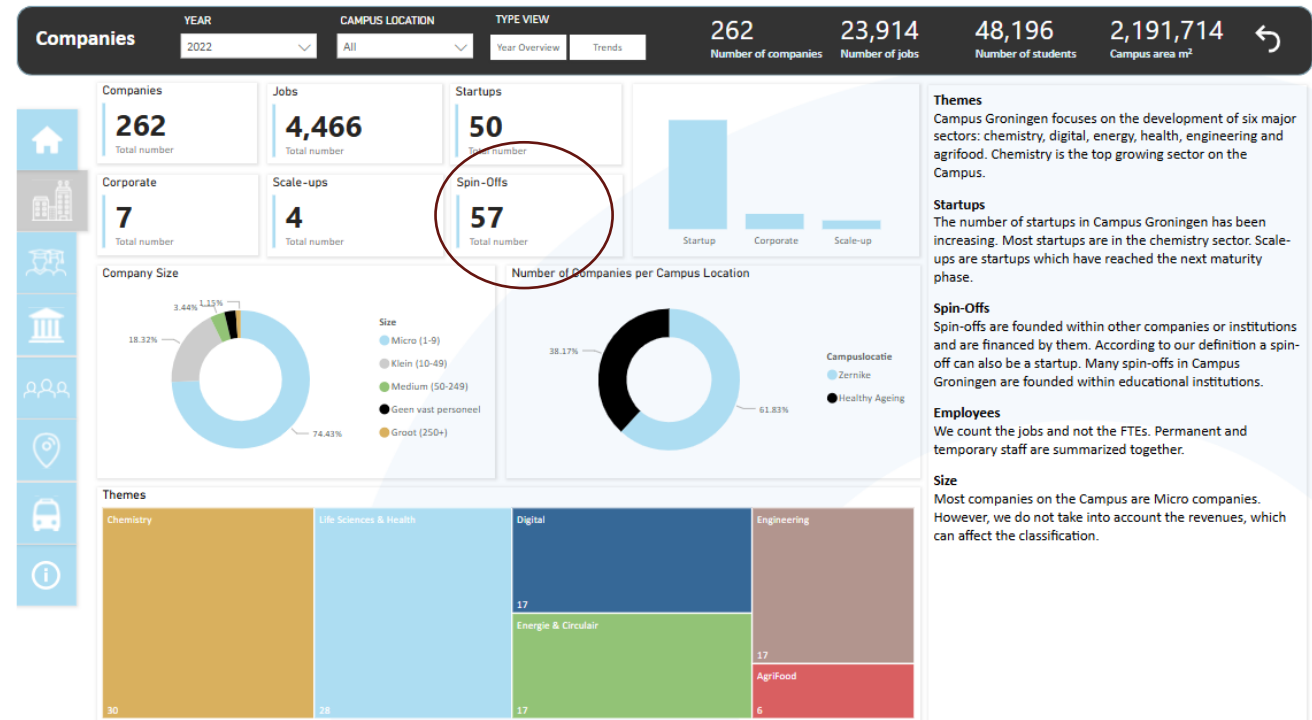 Companies
YEAR
2022
CAMPUS LOCATION
All
TYPE VIEW
Year Overview
Trends
262
Number of companies
23,914
Number of jobs
48,196
Number of students
2,191,714
Campus area m²
Companies
262
Total number
Jobs
4,466
Total number
Startups
50
Total number
Corporate
7
Total number
Scale-ups
4
Total number
Spin-Offs
57
Total number
Startup
Corporate
Scale-up
Company Size
3.44%
1.15%
18.32%
74.43%
Size
Micro (1-9)
Klein (10-49)
Medium (50-249)
Geen vast personeel
Groot (250+)
Number of Companies per Campus Location
38.17%
61.83%
Campuslocatie
Zernike
Healthy Ageing
Themes
Chemistry
30
Life Sciences & Health
28
Digital
17
Energie & Circulair
17
Engineering
17
AgriFood
6
Themes
Campus Groningen focuses on the development of six major
sectors: chemistry, digital, energy, health, engineering and
agrifood. Chemistry is the top growing sector on the
Campus.
Startups
The number of startups in Campus Groningen has been
increasing. Most startups are in the chemistry sector. Scale-
ups are startups which have reached the next maturity
phase.
Spin-Offs
Spin-offs are founded within other companies or institutions
and are financed by them. According to our definition a spin-
off can also be a startup. Many spin-offs in Campus
Groningen are founded within educational institutions.
Employees
We count the jobs and not the FTEs. Permanent and
temporary staff are summarized together.
Size
Most companies on the Campus are Micro companies.
However, we do not take into account the revenues, which
can affect the classification.